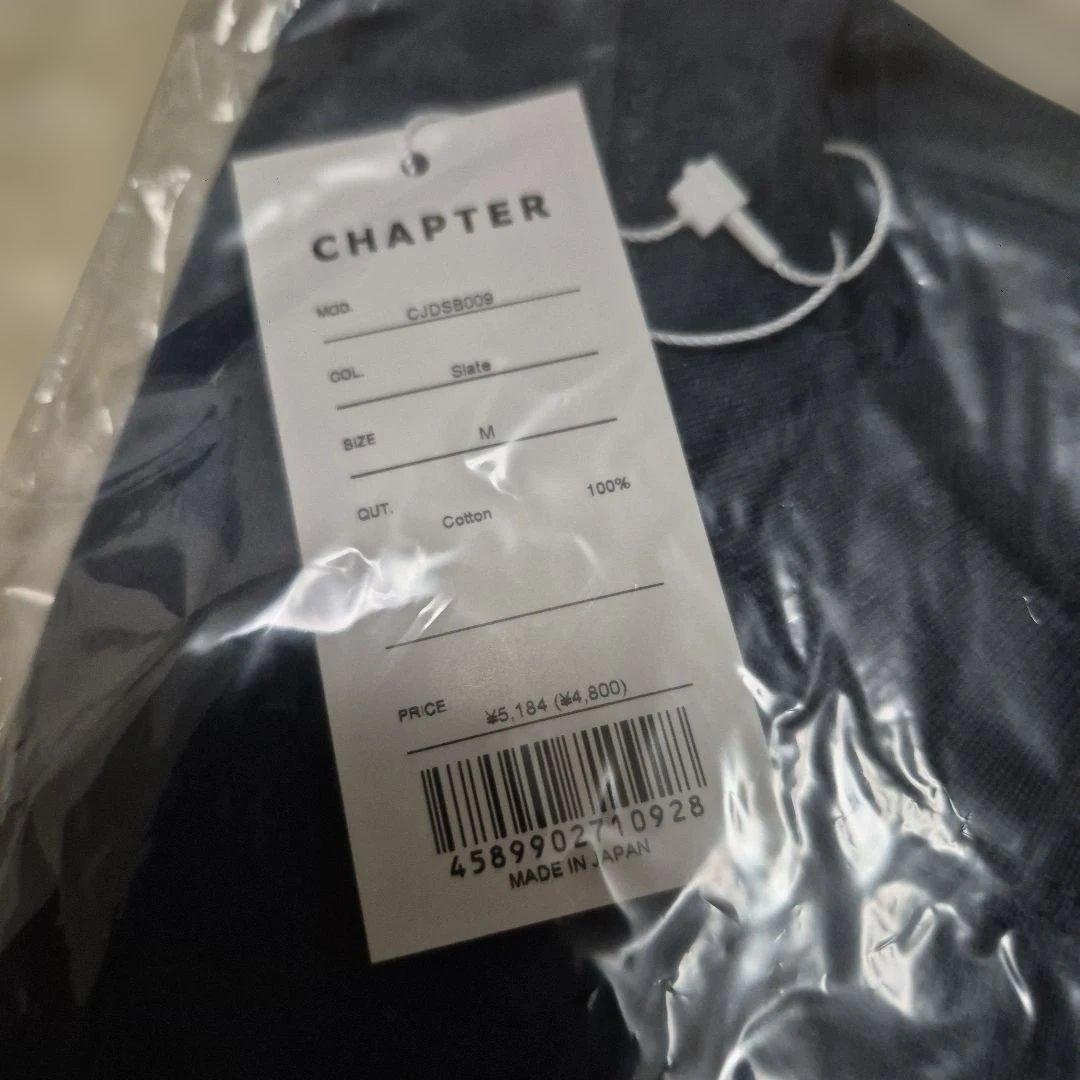 CHAPTER
MOD. CJDSB009
COL. Slate
SIZE M
QUT. Cotton 100%
PRICE ¥5,184 (¥4,800)
4589902710928
MADE IN JAPAN